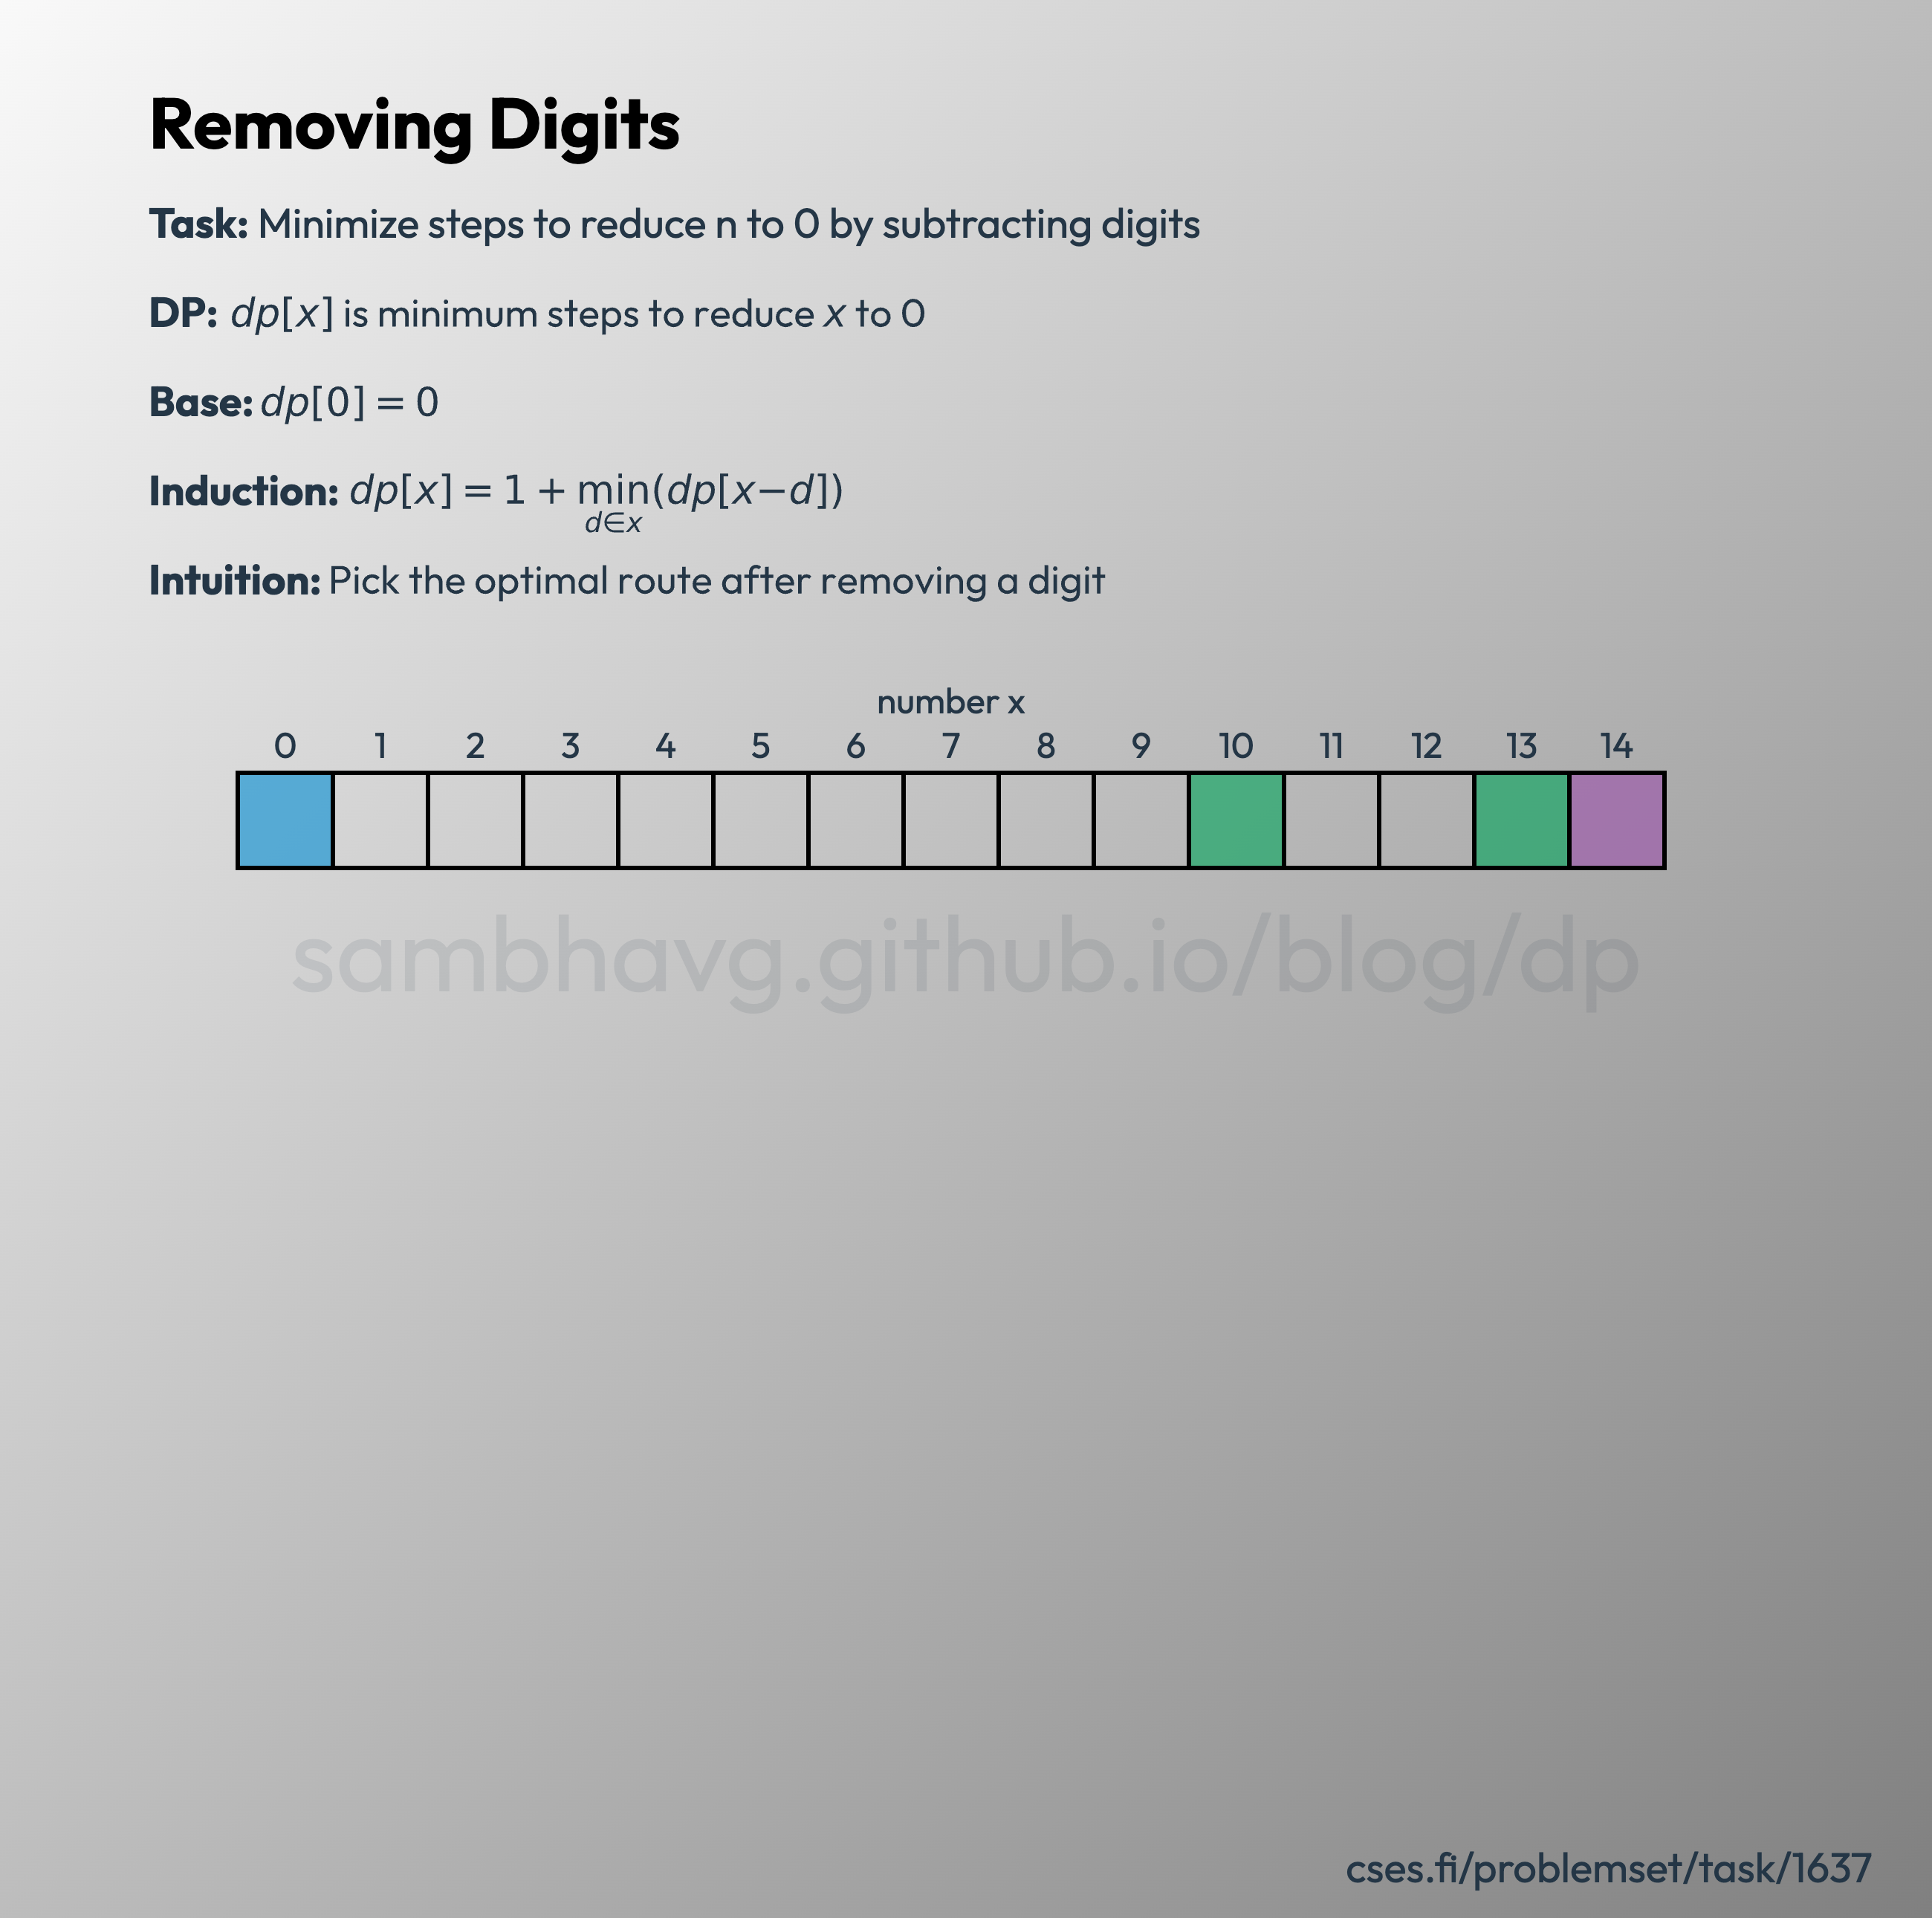 Removing Digits
Task: Minimize steps to reduce n to 0 by subtracting digits
DP: dp[x] is minimum steps to reduce x to 0
Base: dp[0] = 0
Induction: dp[x] = 1 + min(dp[x−d])
d∈x
Intuition: Pick the optimal route after removing a digit
number x
0 1 2 3 4 5 6 7 8 9 10 11 12 13 14
sambhavg.github.io/blog/dp
cses.fi/problemset/task/1637